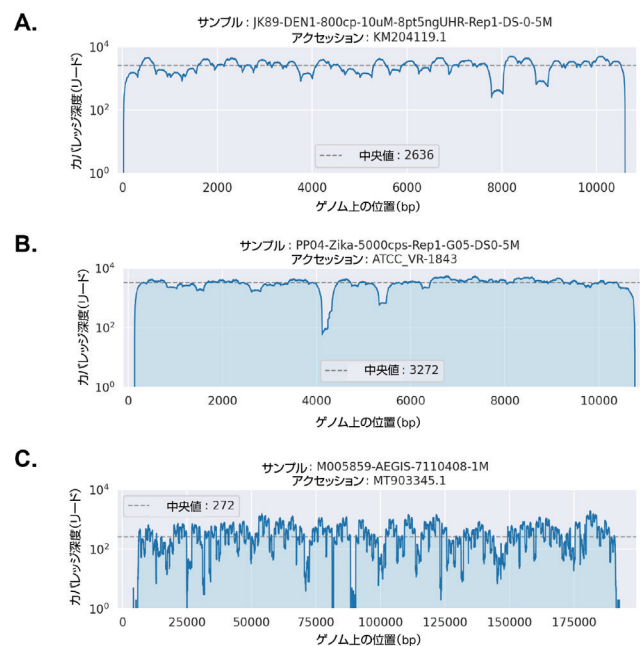 A.
サンプル : JK89-DEN1-800cp-10uM-8pt5ngUHR-Rep1-DS-0-5M
アクセッション : KM204119.1
カバレッジ深度(リード)
10⁴
10²
10⁰
中央値 : 2636
0 2000 4000 6000 8000 10000
ゲノム上の位置(bp)
B.
サンプル : PP04-Zika-5000cps-Rep1-G05-DS0-5M
アクセッション : ATCC_VR-1843
カバレッジ深度(リード)
10⁴
10²
10⁰
中央値 : 3272
0 2000 4000 6000 8000 10000
ゲノム上の位置(bp)
C.
サンプル : M005859-AEGIS-7110408-1M
アクセッション : MT903345.1
カバレッジ深度(リード)
10⁴
10²
10⁰
中央値 : 272
0 25000 50000 75000 100000 125000 150000 175000
ゲノム上の位置(bp)